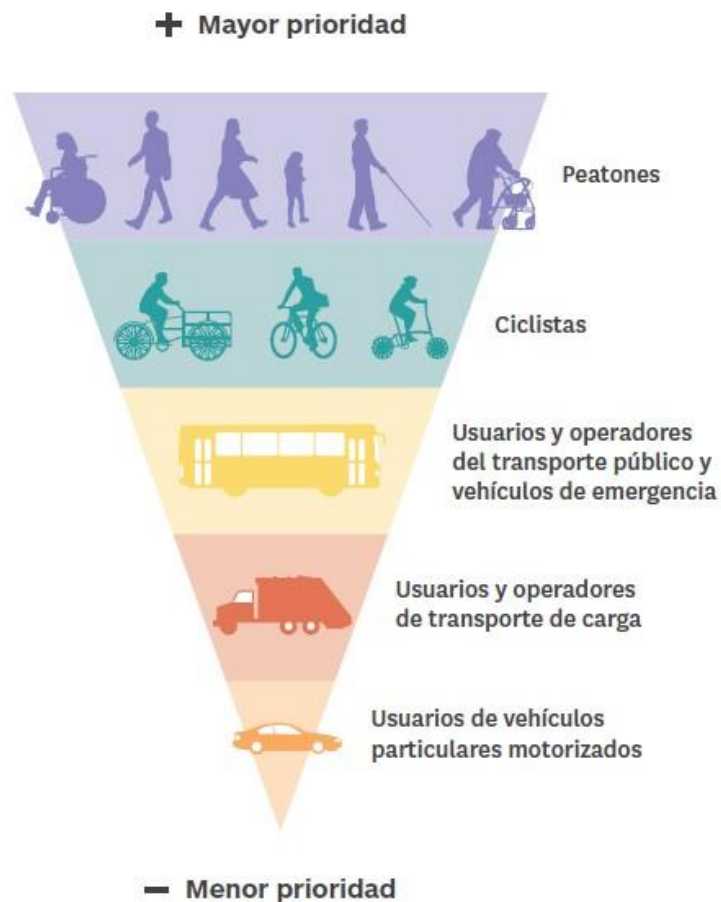 + Mayor prioridad
Peatones
Ciclistas
Usuarios y operadores
del transporte público y
vehículos de emergencia
Usuarios y operadores
de transporte de carga
Usuarios de vehículos
particulares motorizados
– Menor prioridad